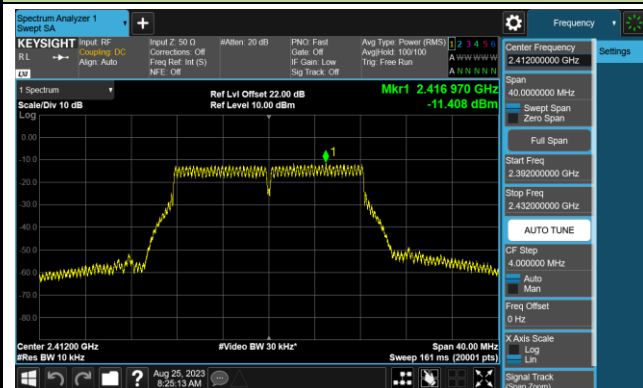 Spectrum Analyzer 1
Swept SA
Frequency
KEYSIGHT
RL
LVI
Input: RF
Coupling: DC
Align: Auto
Input Z: 50 Ω
Corrections: Off
Freq Ref: Int (S)
NFE: Off
#Atten: 20 dB
PNO: Fast
Gate: Off
IF Gain: Low
Sig Track: Off
Avg Type: Power (RMS)
Avg|Hold: 100/100
Trig: Free Run
1 2 3 4 5 6
A W W W W W
A N N N N N
1 Spectrum
Scale/Div 10 dB
Log
Ref Lvl Offset 22.00 dB
Ref Level 10.00 dBm
Mkr1 2.416 970 GHz
-11.408 dBm
0.00
-10.0
-20.0
-30.0
-40.0
-50.0
-60.0
-70.0
-80.0
1
Center 2.41200 GHz
#Res BW 10 kHz
#Video BW 30 kHz*
Span 40.00 MHz
Sweep 161 ms (20001 pts)
Aug 25, 2023
8:25:13 AM
Center Frequency
2.412000000 GHz
Span
40.0000000 MHz
Swept Span
Zero Span
Full Span
Start Freq
2.392000000 GHz
Stop Freq
2.432000000 GHz
AUTO TUNE
CF Step
4.000000 MHz
Auto
Man
Freq Offset
0 Hz
X Axis Scale
Log
Lin
Signal Track
(Span Zoom)
Settings